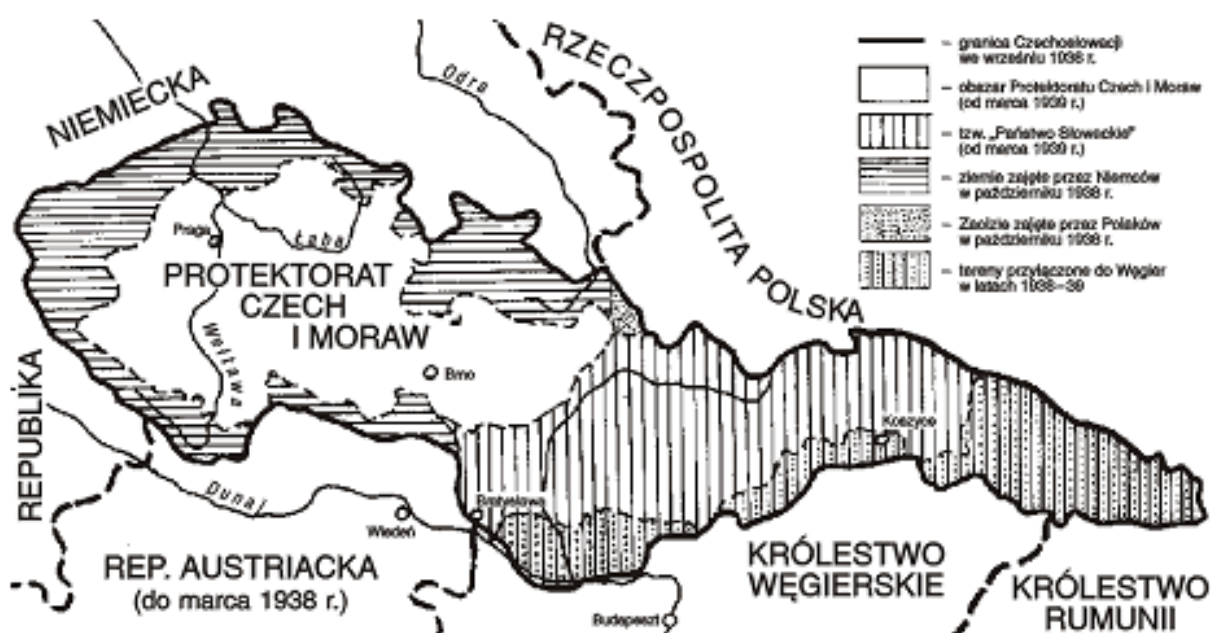 NIEMIECKA
REPUBLIKA
Odra
RZECZPOSPOLITA POLSKA
– granica Czechosłowacji
we wrześniu 1938 r.
– obszar Protektoratu Czech i Moraw
(od marca 1939 r.)
– tzw. „Państwo Słowackie”
(od marca 1939 r.)
– ziemie zajęte przez Niemców
w październiku 1938 r.
– Zaolzie zajęte przez Polaków
w październiku 1938 r.
– tereny przyłączone do Węgier
w latach 1938–39
Praga
Łaba
PROTEKTORAT
CZECH
I MORAW
Wełtawa
Brno
Koszyce
Dunaj
Wiedeń
Bratysława
REP. AUSTRIACKA
(do marca 1938 r.)
KRÓLESTWO
WĘGIERSKIE
KRÓLESTWO
RUMUNII
Budapeszt